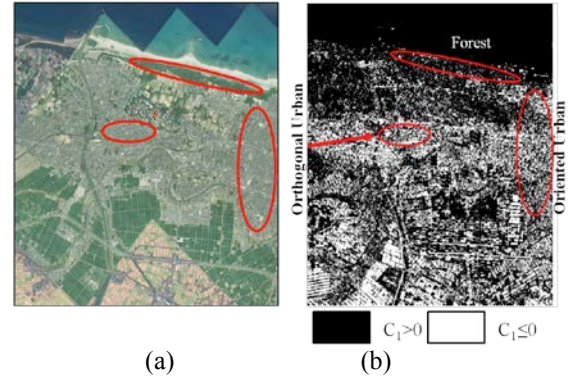 Forest
Orthogonal Urban
Oriented Urban
C₁>0
C₁≤0
(a)
(b)